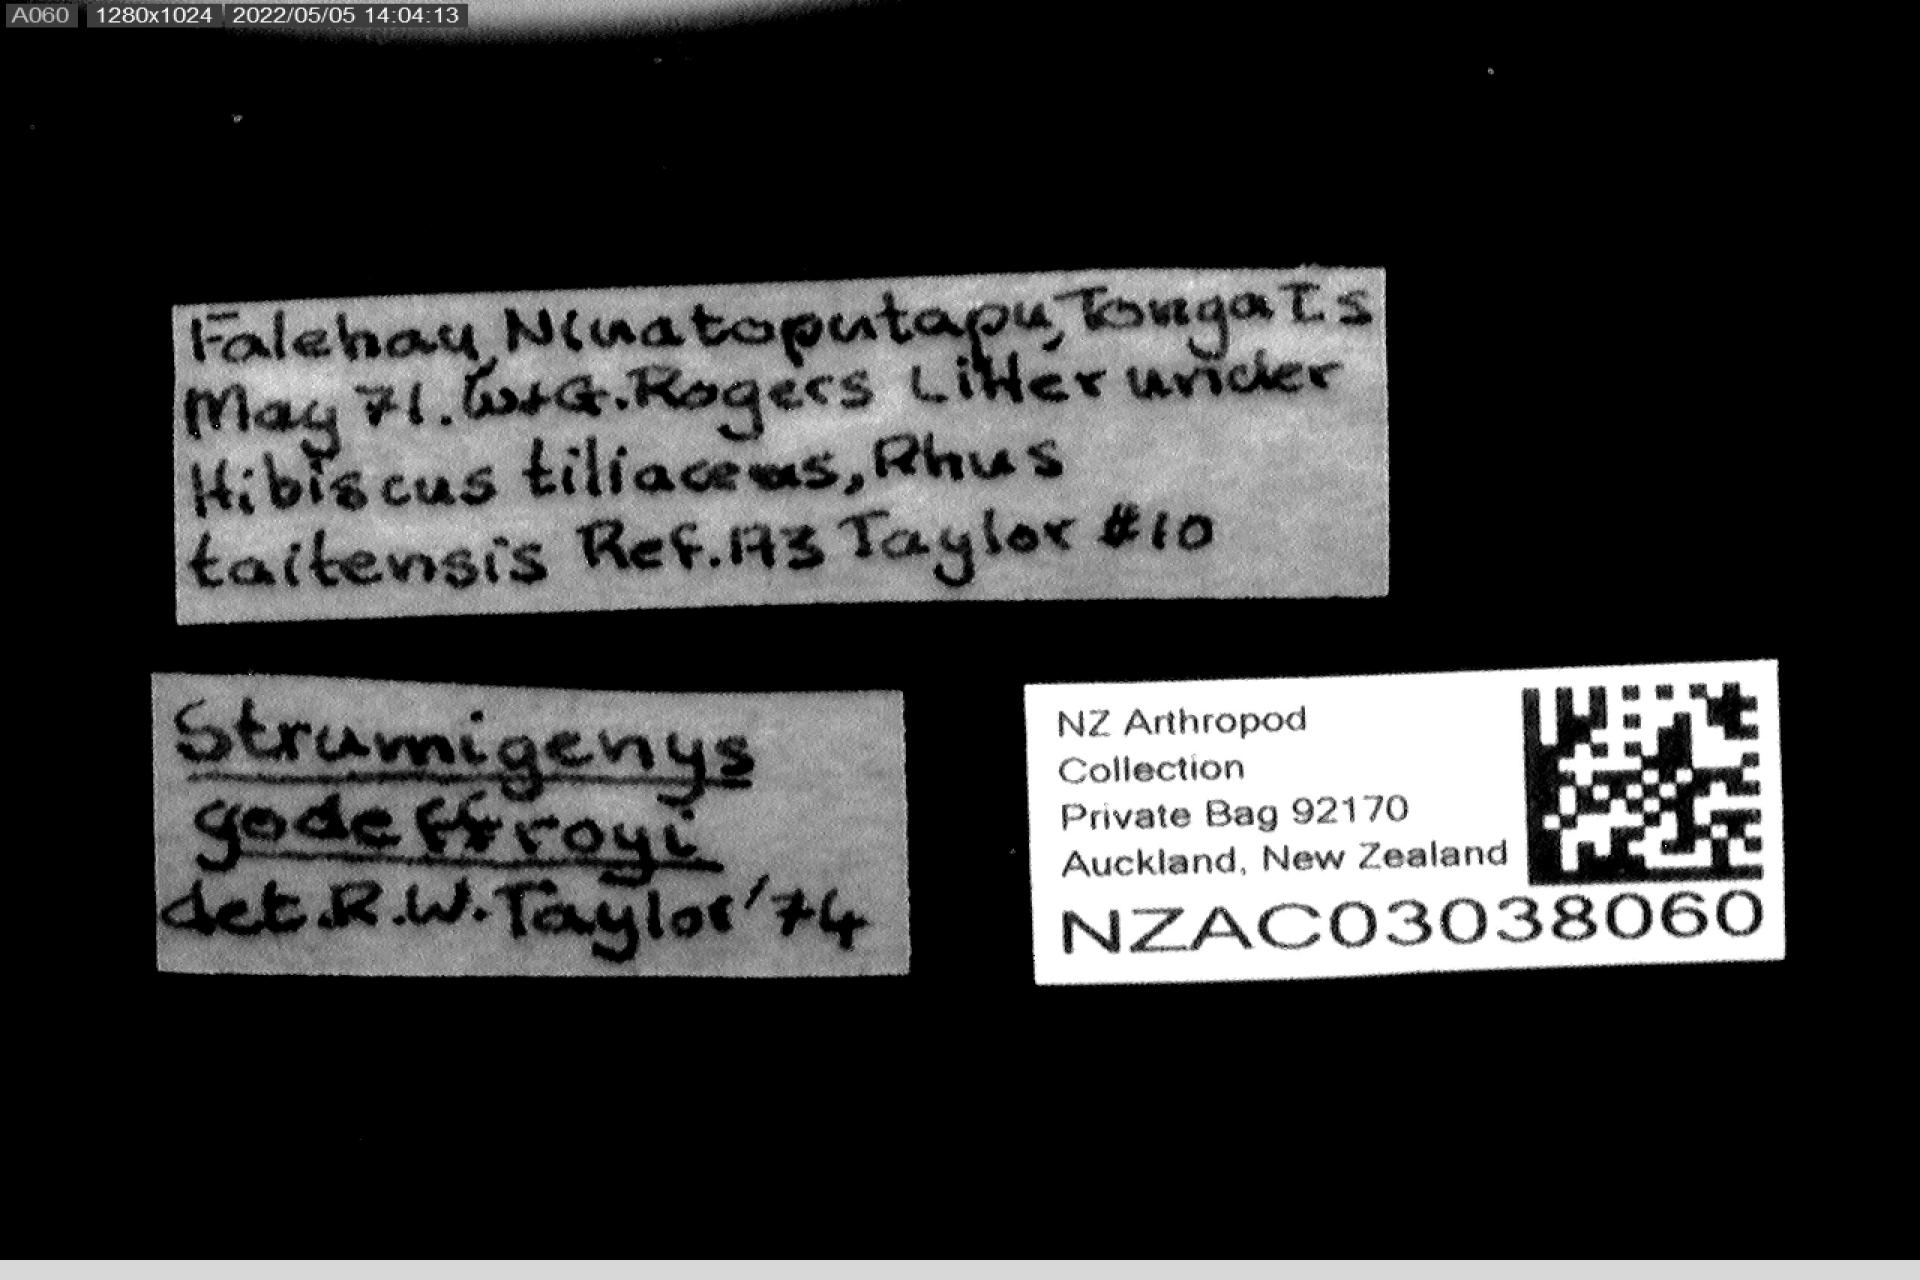 A060 1280x1024 2022/05/05 14:04:13
Falehau, Niuatoputapu, Tonga Is
May 71. W+G. Rogers Litter under
Hibiscus tiliaceus, Rhus
taitensis Ref. A3 Taylor #10
Strumigenys
godeffroyi
det. R.W. Taylor '74
NZ Arthropod
Collection
Private Bag 92170
Auckland, New Zealand
NZAC03038060